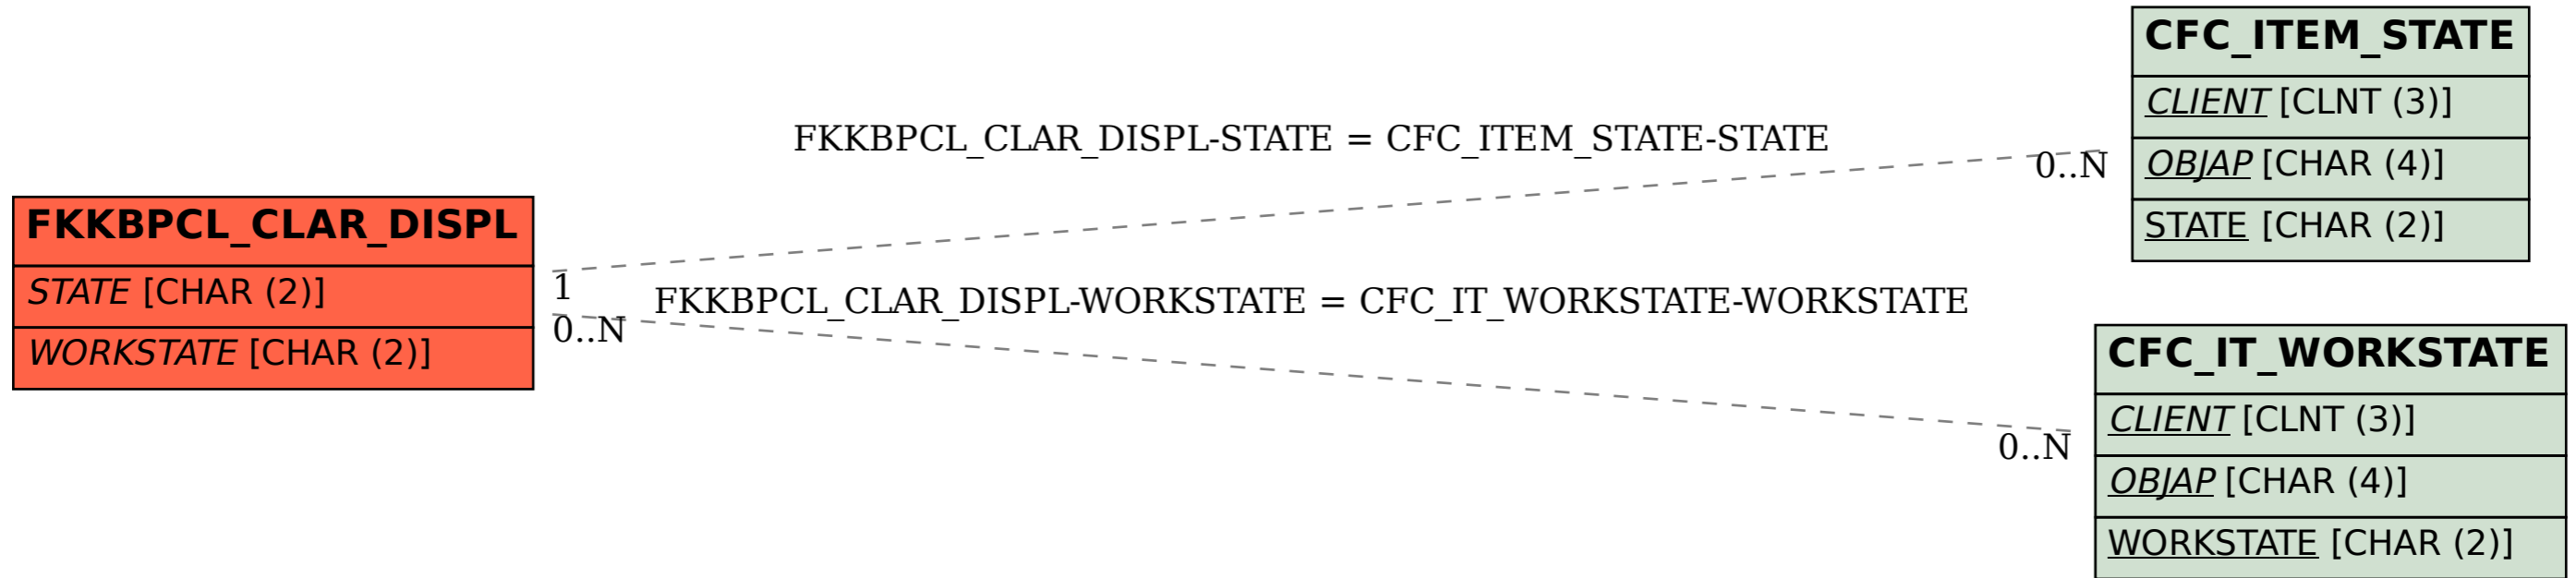 FKKBPCL_CLAR_DISPL
STATE [CHAR (2)]
WORKSTATE [CHAR (2)]
FKKBPCL_CLAR_DISPL-STATE = CFC_ITEM_STATE-STATE
1
0..N
FKKBPCL_CLAR_DISPL-WORKSTATE = CFC_IT_WORKSTATE-WORKSTATE
0..N
0..N
CFC_ITEM_STATE
CLIENT [CLNT (3)]
OBJAP [CHAR (4)]
STATE [CHAR (2)]
CFC_IT_WORKSTATE
CLIENT [CLNT (3)]
OBJAP [CHAR (4)]
WORKSTATE [CHAR (2)]